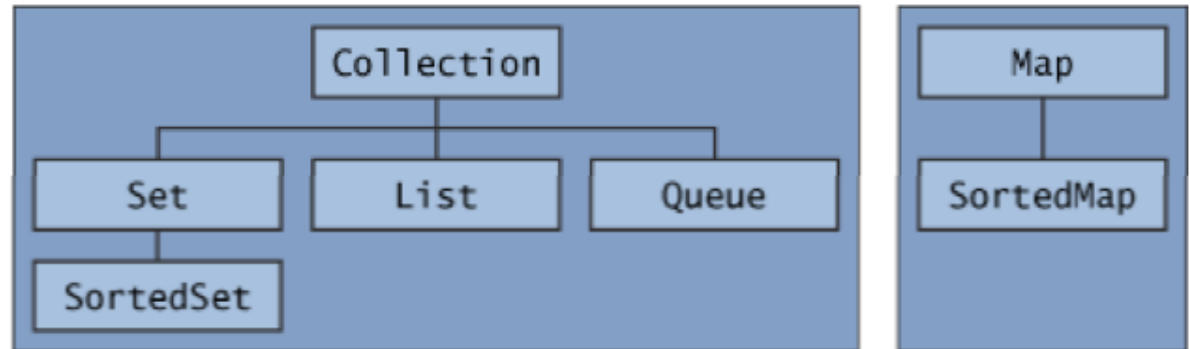 Collection
Map
Set
List
Queue
SortedMap
SortedSet